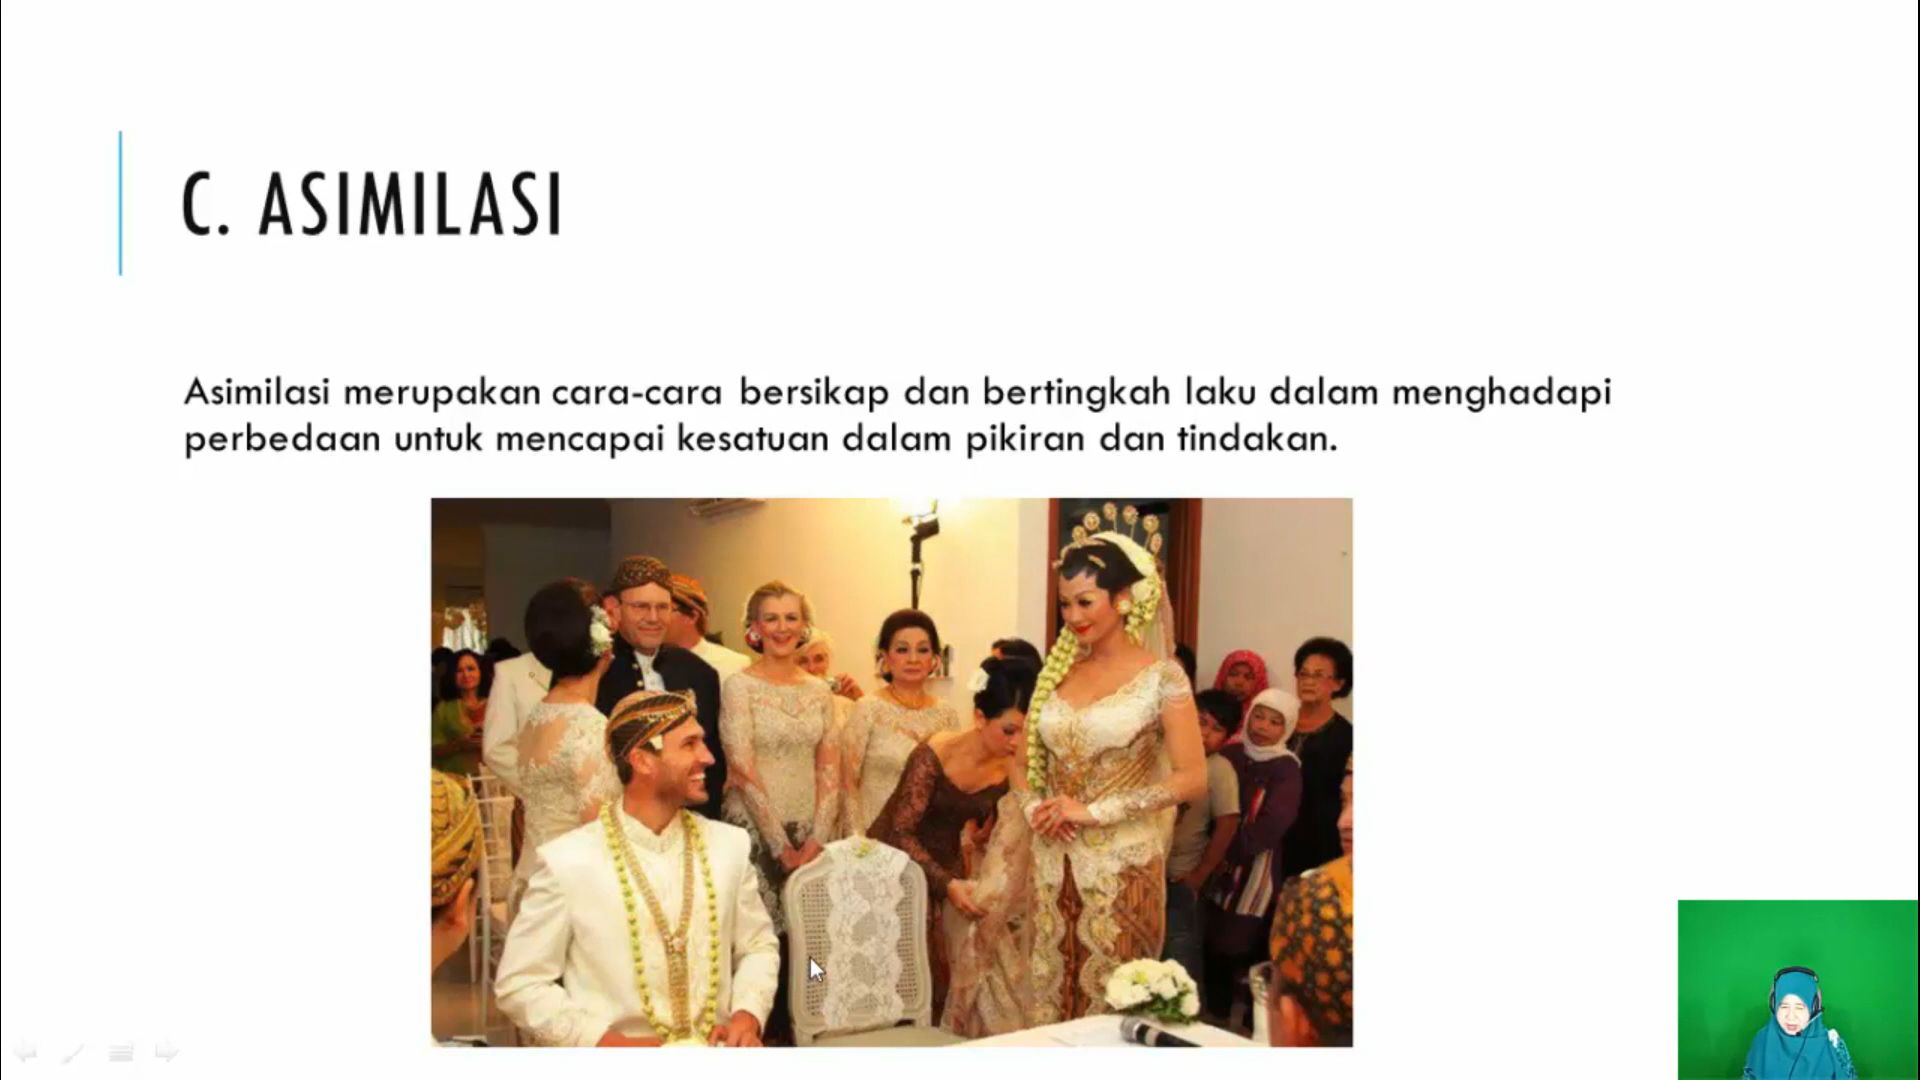 C. ASIMILASI
Asimilasi merupakan cara-cara bersikap dan bertingkah laku dalam menghadapi
perbedaan untuk mencapai kesatuan dalam pikiran dan tindakan.